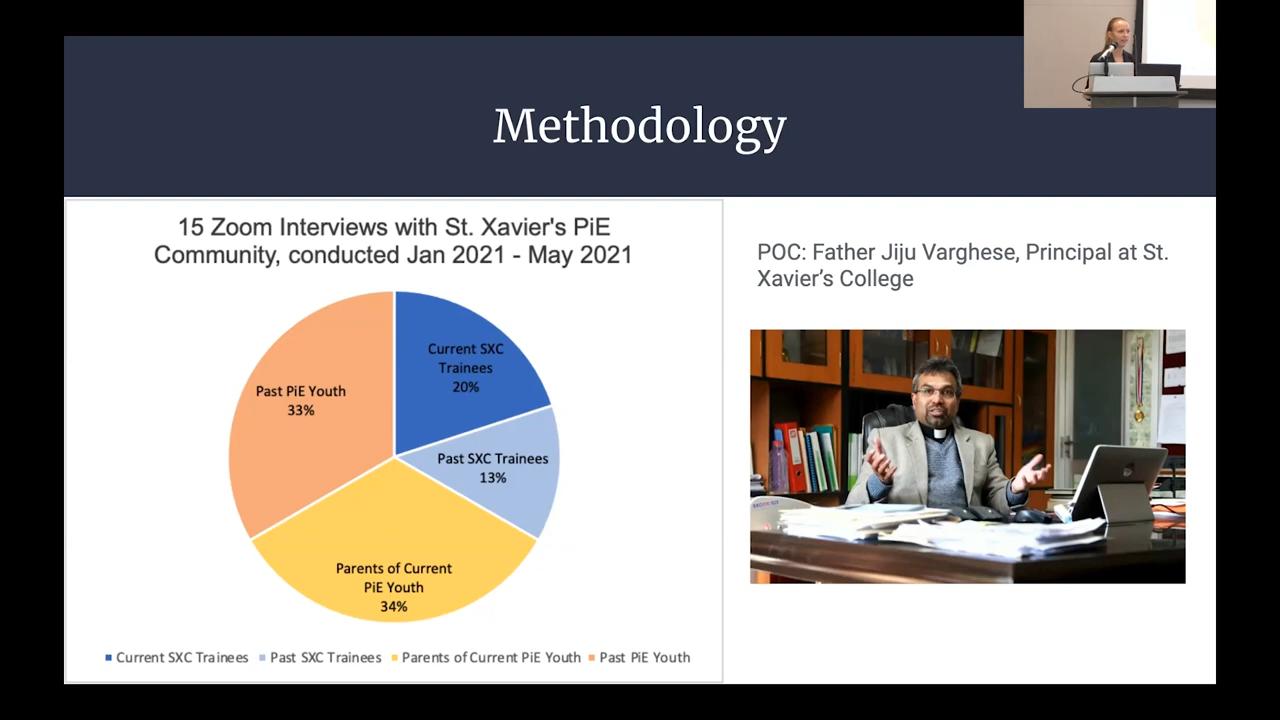 Methodology
15 Zoom Interviews with St. Xavier's PiE
Community, conducted Jan 2021 - May 2021
Current SXC
Trainees
20%
Past PiE Youth
33%
Past SXC Trainees
13%
Parents of Current
PiE Youth
34%
Current SXC Trainees
Past SXC Trainees
Parents of Current PiE Youth
Past PiE Youth
POC: Father Jiju Varghese, Principal at St.
Xavier’s College